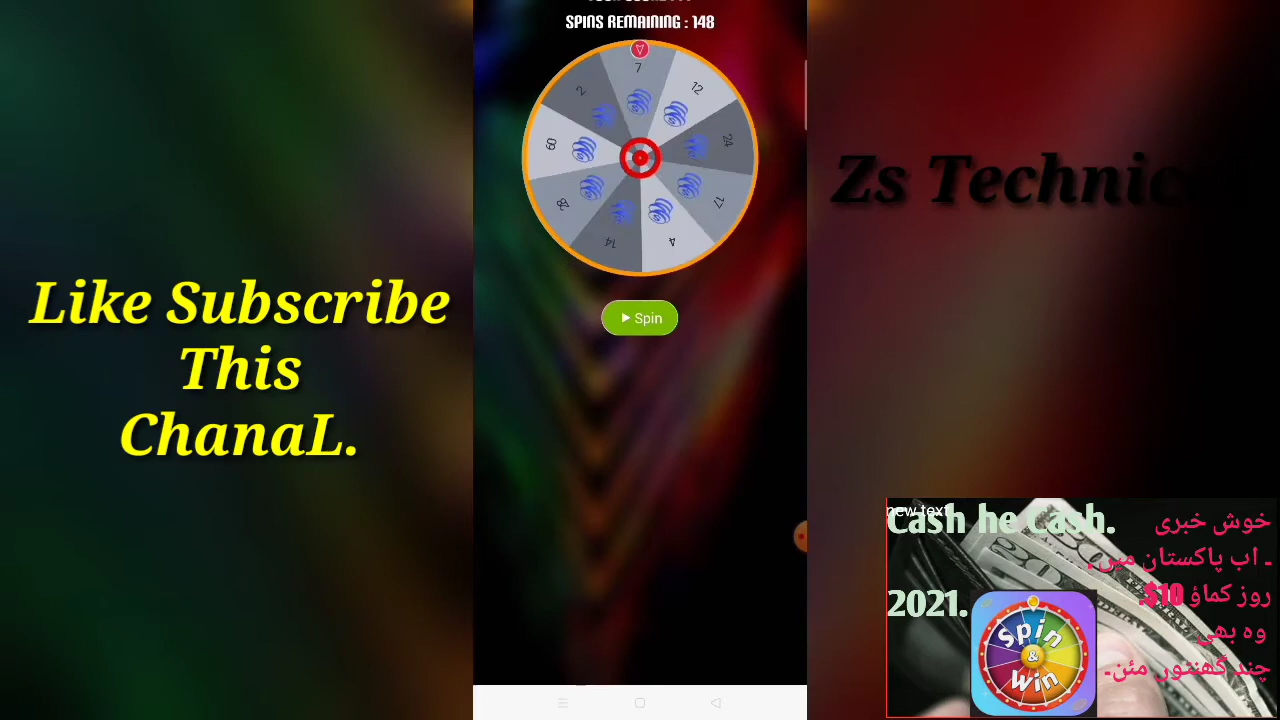 SPINS REMAINING : 148
7
12
24
17
4
14
28
60
2
Spin
Like Subscribe
This
ChanaL.
Zs Technic
new text
Cash he Cash.
2021.
خوش خبری
۔ اب پاکستان میں۔
روز کماؤ 10$۔
وہ بھی
چند گھنٹوں مئں۔
Spin
&
Win